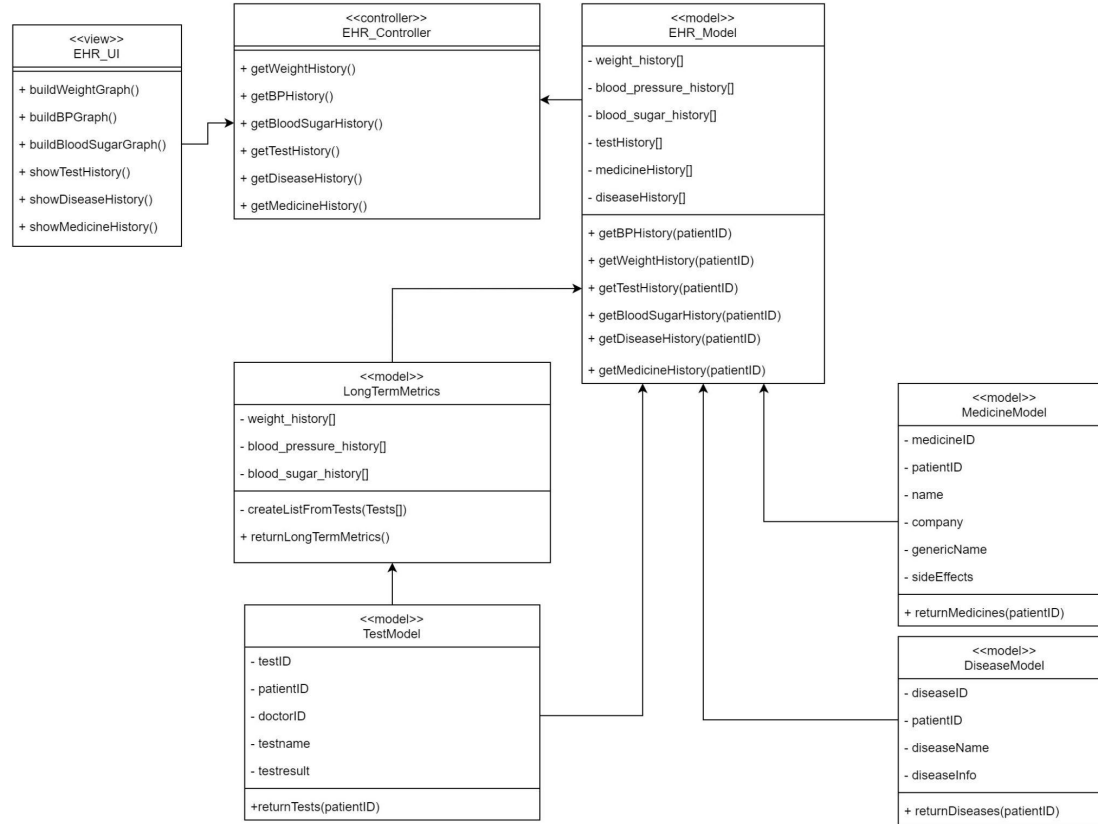 <<view>>
EHR_UI
+ buildWeightGraph()
+ buildBPGraph()
+ buildBloodSugarGraph()
+ showTestHistory()
+ showDiseaseHistory()
+ showMedicineHistory()
<<controller>>
EHR_Controller
+ getWeightHistory()
+ getBPHistory()
+ getBloodSugarHistory()
+ getTestHistory()
+ getDiseaseHistory()
+ getMedicineHistory()
<<model>>
EHR_Model
- weight_history[]
- blood_pressure_history[]
- blood_sugar_history[]
- testHistory[]
- medicineHistory[]
- diseaseHistory[]
+ getBPHistory(patientID)
+ getWeightHistory(patientID)
+ getTestHistory(patientID)
+ getBloodSugarHistory(patientID)
+ getDiseaseHistory(patientID)
+ getMedicineHistory(patientID)
<<model>>
LongTermMetrics
- weight_history[]
- blood_pressure_history[]
- blood_sugar_history[]
- createListFromTests(Tests[])
+ returnLongTermMetrics()
<<model>>
MedicineModel
- medicineID
- patientID
- name
- company
- genericName
- sideEffects
+ returnMedicines(patientID)
<<model>>
TestModel
- testID
- patientID
- doctorID
- testname
- testresult
+returnTests(patientID)
<<model>>
DiseaseModel
- diseaseID
- patientID
- diseaseName
- diseaseInfo
+ returnDiseases(patientID)